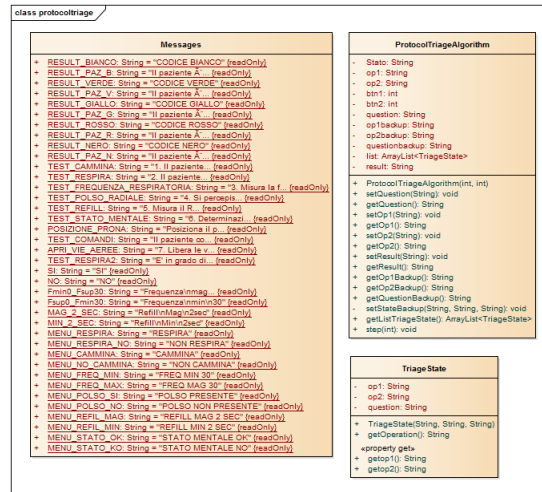 class protocoltriage
Messages
+ RESULT_BIANCO: String = "CODICE BIANCO" {readOnly}
+ RESULT_PAZ_B: String = "Il paziente Ã¨... {readOnly}
+ RESULT_VERDE: String = "CODICE VERDE" {readOnly}
+ RESULT_PAZ_V: String = "Il paziente Ã¨... {readOnly}
+ RESULT_GIALLO: String = "CODICE GIALLO" {readOnly}
+ RESULT_PAZ_G: String = "Il paziente Ã¨... {readOnly}
+ RESULT_ROSSO: String = "CODICE ROSSO" {readOnly}
+ RESULT_PAZ_R: String = "Il paziente Ã¨... {readOnly}
+ RESULT_NERO: String = "CODICE NERO" {readOnly}
+ RESULT_PAZ_N: String = "Il paziente Ã¨... {readOnly}
+ TEST_CAMMINA: String = "1. Il paziente... {readOnly}
+ TEST_RESPIRA: String = "2. Il paziente... {readOnly}
+ TEST_FREQUENZA_RESPIRATORIA: String = "3. Misura la f... {readOnly}
+ TEST_POLSO_RADIALE: String = "4. Si percepis... {readOnly}
+ TEST_REFILL: String = "5. Misura il R... {readOnly}
+ TEST_STATO_MENTALE: String = "6. Determinazi... {readOnly}
+ POSIZIONE_PRONA: String = "Posiziona il p... {readOnly}
+ TEST_COMANDI: String = "Il paziente co... {readOnly}
+ APRI_VIE_AEREE: String = "7. Libera le v... {readOnly}
+ TEST_RESPIRA2: String = "E' in grado di... {readOnly}
+ SI: String = "SI" {readOnly}
+ NO: String = "NO" {readOnly}
+ Fmin0_Fsup30: String = "Frequenza\nmag... {readOnly}
+ Fsup0_Fmin30: String = "Frequenza\nmin\n30" {readOnly}
+ MAG_2_SEC: String = "Refill\nMag\n2sec" {readOnly}
+ MIN_2_SEC: String = "Refill\nMin\n2sec" {readOnly}
+ MENU_RESPIRA: String = "RESPIRA" {readOnly}
+ MENU_RESPIRA_NO: String = "NON RESPIRA" {readOnly}
+ MENU_CAMMINA: String = "CAMMINA" {readOnly}
+ MENU_NO_CAMMINA: String = "NON CAMMINA" {readOnly}
+ MENU_FREQ_MIN: String = "FREQ MIN 30" {readOnly}
+ MENU_FREQ_MAX: String = "FREQ MAG 30" {readOnly}
+ MENU_POLSO_SI: String = "POLSO PRESENTE" {readOnly}
+ MENU_POLSO_NO: String = "POLSO NON PRESENTE" {readOnly}
+ MENU_REFIL_MAG: String = "REFILL MAG 2 SEC" {readOnly}
+ MENU_REFIL_MIN: String = "REFILL MIN 2 SEC" {readOnly}
+ MENU_STATO_OK: String = "STATO MENTALE OK" {readOnly}
+ MENU_STATO_KO: String = "STATO MENTALE NO" {readOnly}
ProtocolTriageAlgorithm
- Stato: String
- op1: String
- op2: String
- btn1: int
- btn2: int
- question: String
- op1backup: String
- op2backup: String
- questionbackup: String
- list: ArrayList<TriageState>
- result: String
+ ProtocolTriageAlgorithm(int, int)
+ setQuestion(String): void
+ getQuestion(): String
+ setOp1(String): void
+ getOp1(): String
+ setOp2(String): void
+ getOp2(): String
+ setResult(String): void
+ getResult(): String
+ getOp1Backup(): String
+ getOp2Backup(): String
+ getQuestionBackup(): String
- setStateBackup(String, String, String): void
+ getListTriageState(): ArrayList<TriageState>
+ step(int): void
TriageState
- op1: String
- op2: String
- question: String
+ TriageState(String, String, String)
+ getOperation(): String
«property get»
+ getop1(): String
+ getop2(): String